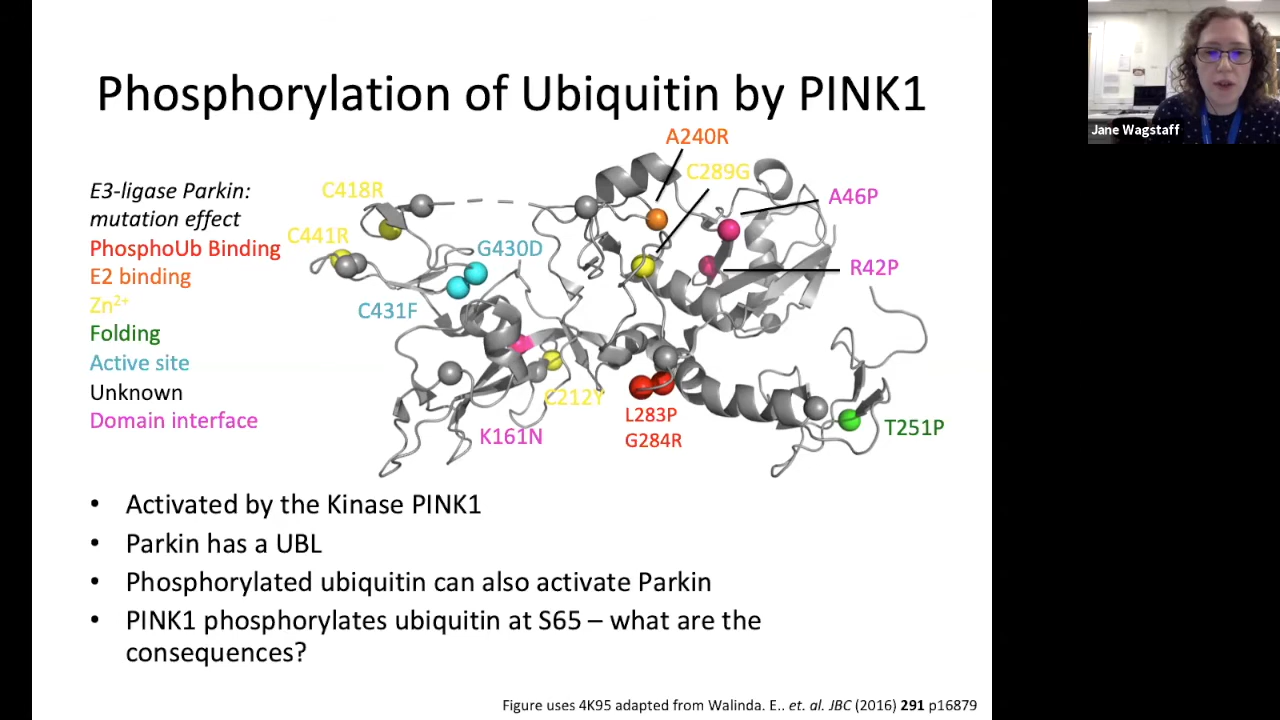 Phosphorylation of Ubiquitin by PINK1
Jane Wagstaff
E3-ligase Parkin:
mutation effect
PhosphoUb Binding
E2 binding
Zn²⁺
Folding
Active site
Unknown
Domain interface
A240R
C289G
C418R
A46P
C441R
G430D
R42P
C431F
C212Y
L283P
G284R
K161N
T251P
• Activated by the Kinase PINK1
• Parkin has a UBL
• Phosphorylated ubiquitin can also activate Parkin
• PINK1 phosphorylates ubiquitin at S65 – what are the
consequences?
Figure uses 4K95 adapted from Walinda. E.. et. al. JBC (2016) 291 p16879